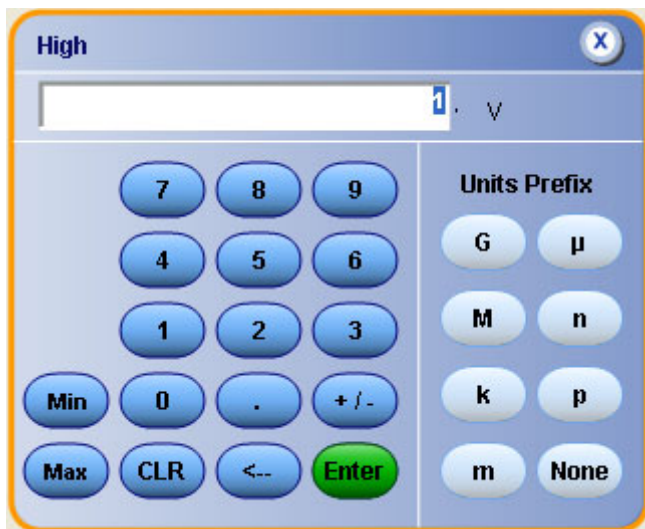 High X
1. V
7 8 9
4 5 6
1 2 3
Min 0 . +/-
Max CLR <-- Enter
Units Prefix
G µ
M n
k p
m None